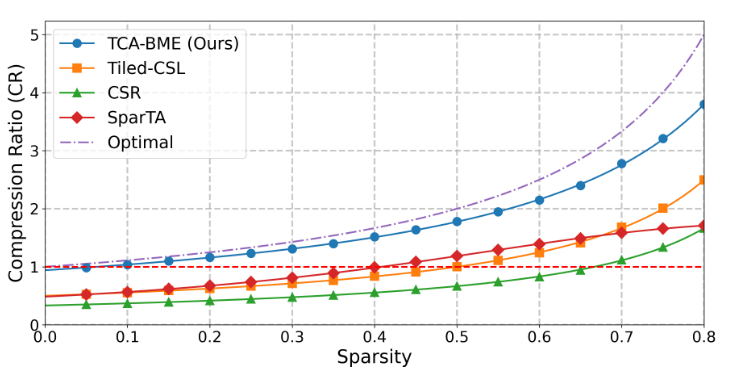 5
4
3
2
1
0
Compression Ratio (CR)
TCA-BME (Ours)
Tiled-CSL
CSR
SparTA
Optimal
0.0 0.1 0.2 0.3 0.4 0.5 0.6 0.7 0.8
Sparsity